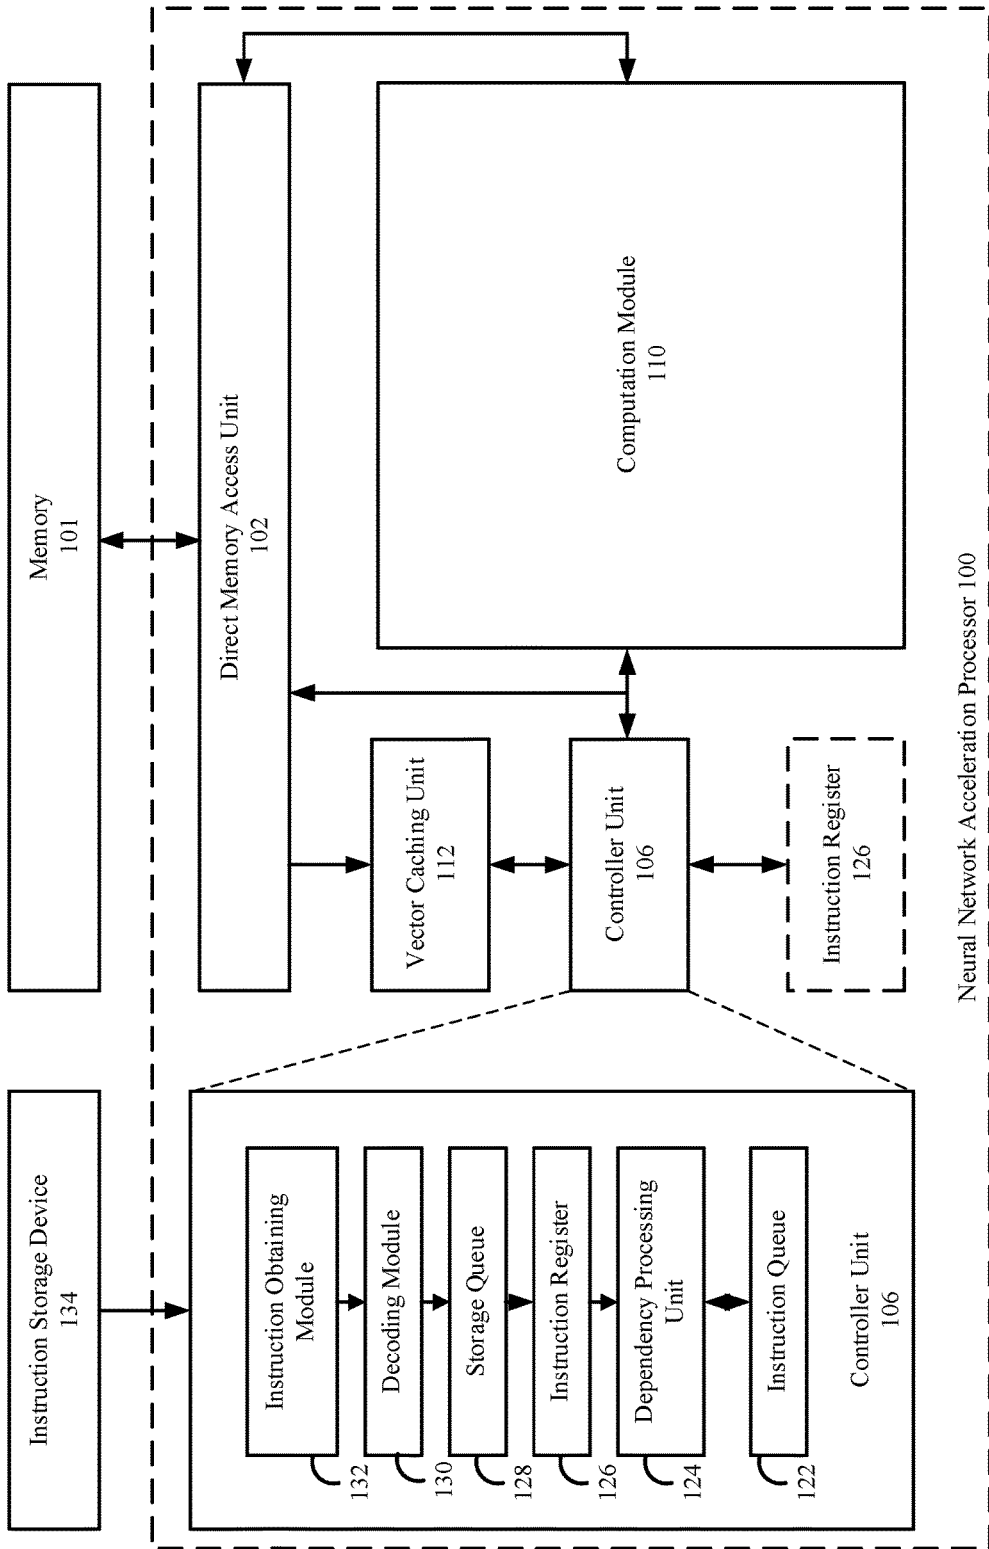 Instruction Storage Device
134
Memory
101
Direct Memory Access Unit
102
Instruction Obtaining
Module
132
Decoding Module
130
Storage Queue
128
Instruction Register
126
Dependency Processing
Unit
124
Instruction Queue
122
Controller Unit
106
Vector Caching Unit
112
Controller Unit
106
Instruction Register
126
Computation Module
110
Neural Network Acceleration Processor 100